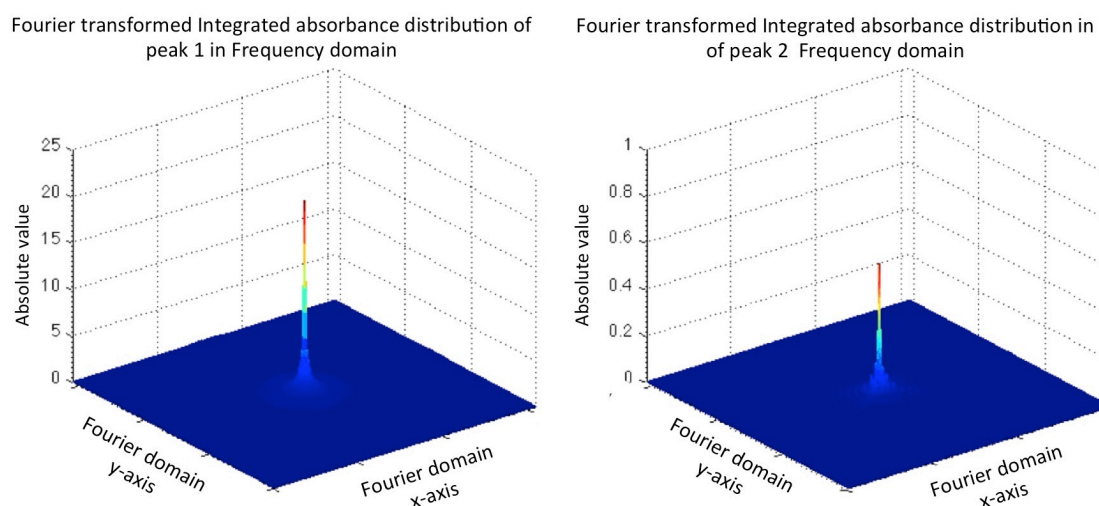 Fourier transformed Integrated absorbance distribution of
peak 1 in Frequency domain
25
20
15
10
5
0
Absolute value
Fourier domain
y-axis
Fourier domain
x-axis
Fourier transformed Integrated absorbance distribution in
of peak 2 Frequency domain
1
0.8
0.6
0.4
0.2
0
Absolute value
Fourier domain
y-axis
Fourier domain
x-axis